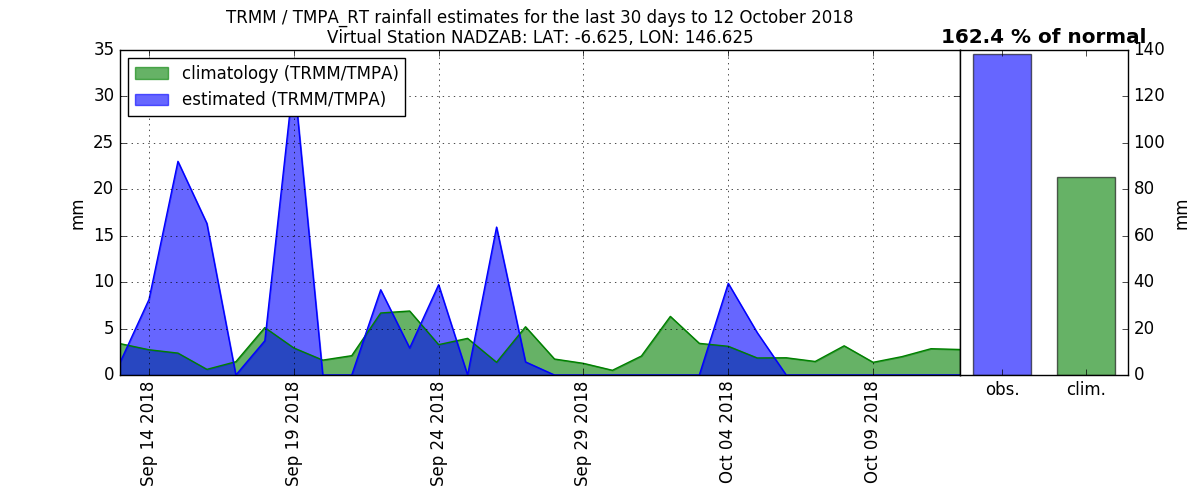 TRMM / TMPA_RT rainfall estimates for the last 30 days to 12 October 2018
Virtual Station NADZAB: LAT: -6.625, LON: 146.625
162.4 % of normal
climatology (TRMM/TMPA)
estimated (TRMM/TMPA)
35
30
25
20
15
10
5
0
mm
Sep 14 2018
Sep 19 2018
Sep 24 2018
Sep 29 2018
Oct 04 2018
Oct 09 2018
140
120
100
80
60
40
20
0
mm
obs.
clim.